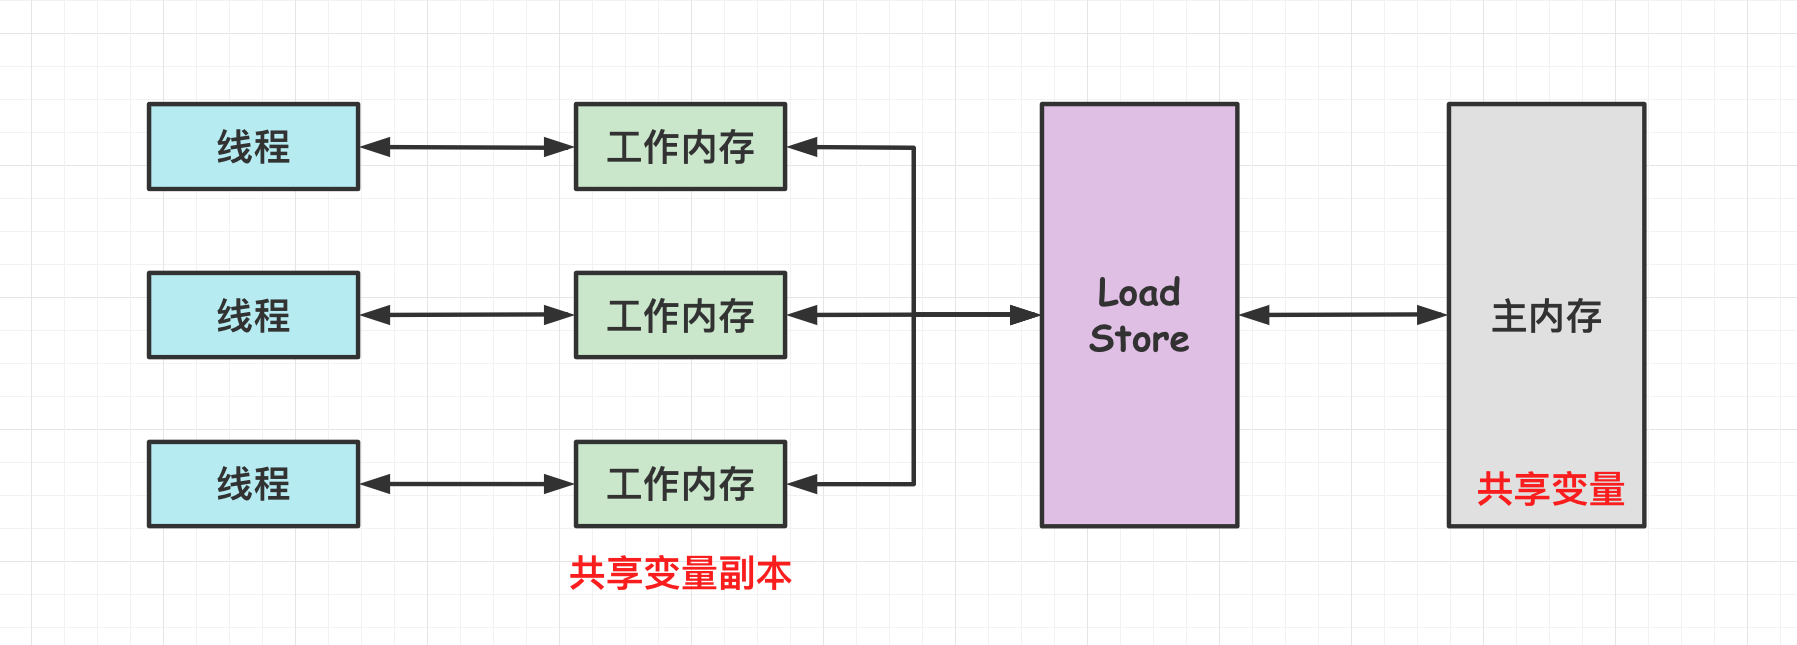 线程
工作内存
线程
工作内存
Load
Store
主内存
线程
工作内存
共享变量
共享变量副本